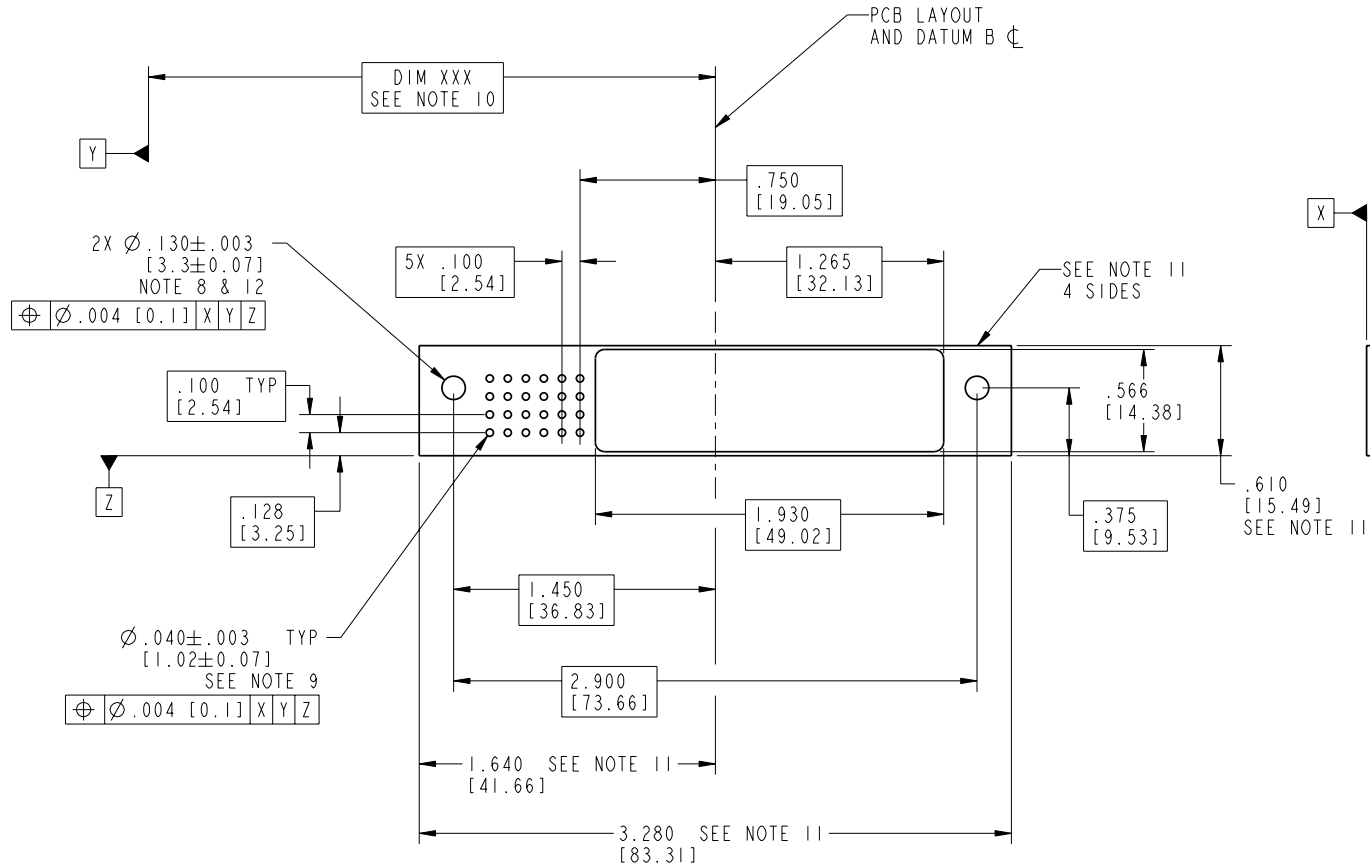 PCB LAYOUT
AND DATUM B ℄
DIM XXX
SEE NOTE 10
Y
.750
[19.05]
X
2X Ø.130±.003
[3.3±0.07]
NOTE 8 & 12
⌖ Ø.004 [0.1] X Y Z
5X .100
[2.54]
1.265
[32.13]
SEE NOTE 11
4 SIDES
.100 TYP
[2.54]
.566
[14.38]
Z
.128
[3.25]
1.930
[49.02]
.375
[9.53]
.610
[15.49]
SEE NOTE 11
1.450
[36.83]
Ø.040±.003 TYP
[1.02±0.07]
SEE NOTE 9
⌖ Ø.004 [0.1] X Y Z
2.900
[73.66]
1.640 SEE NOTE 11
[41.66]
3.280 SEE NOTE 11
[83.31]